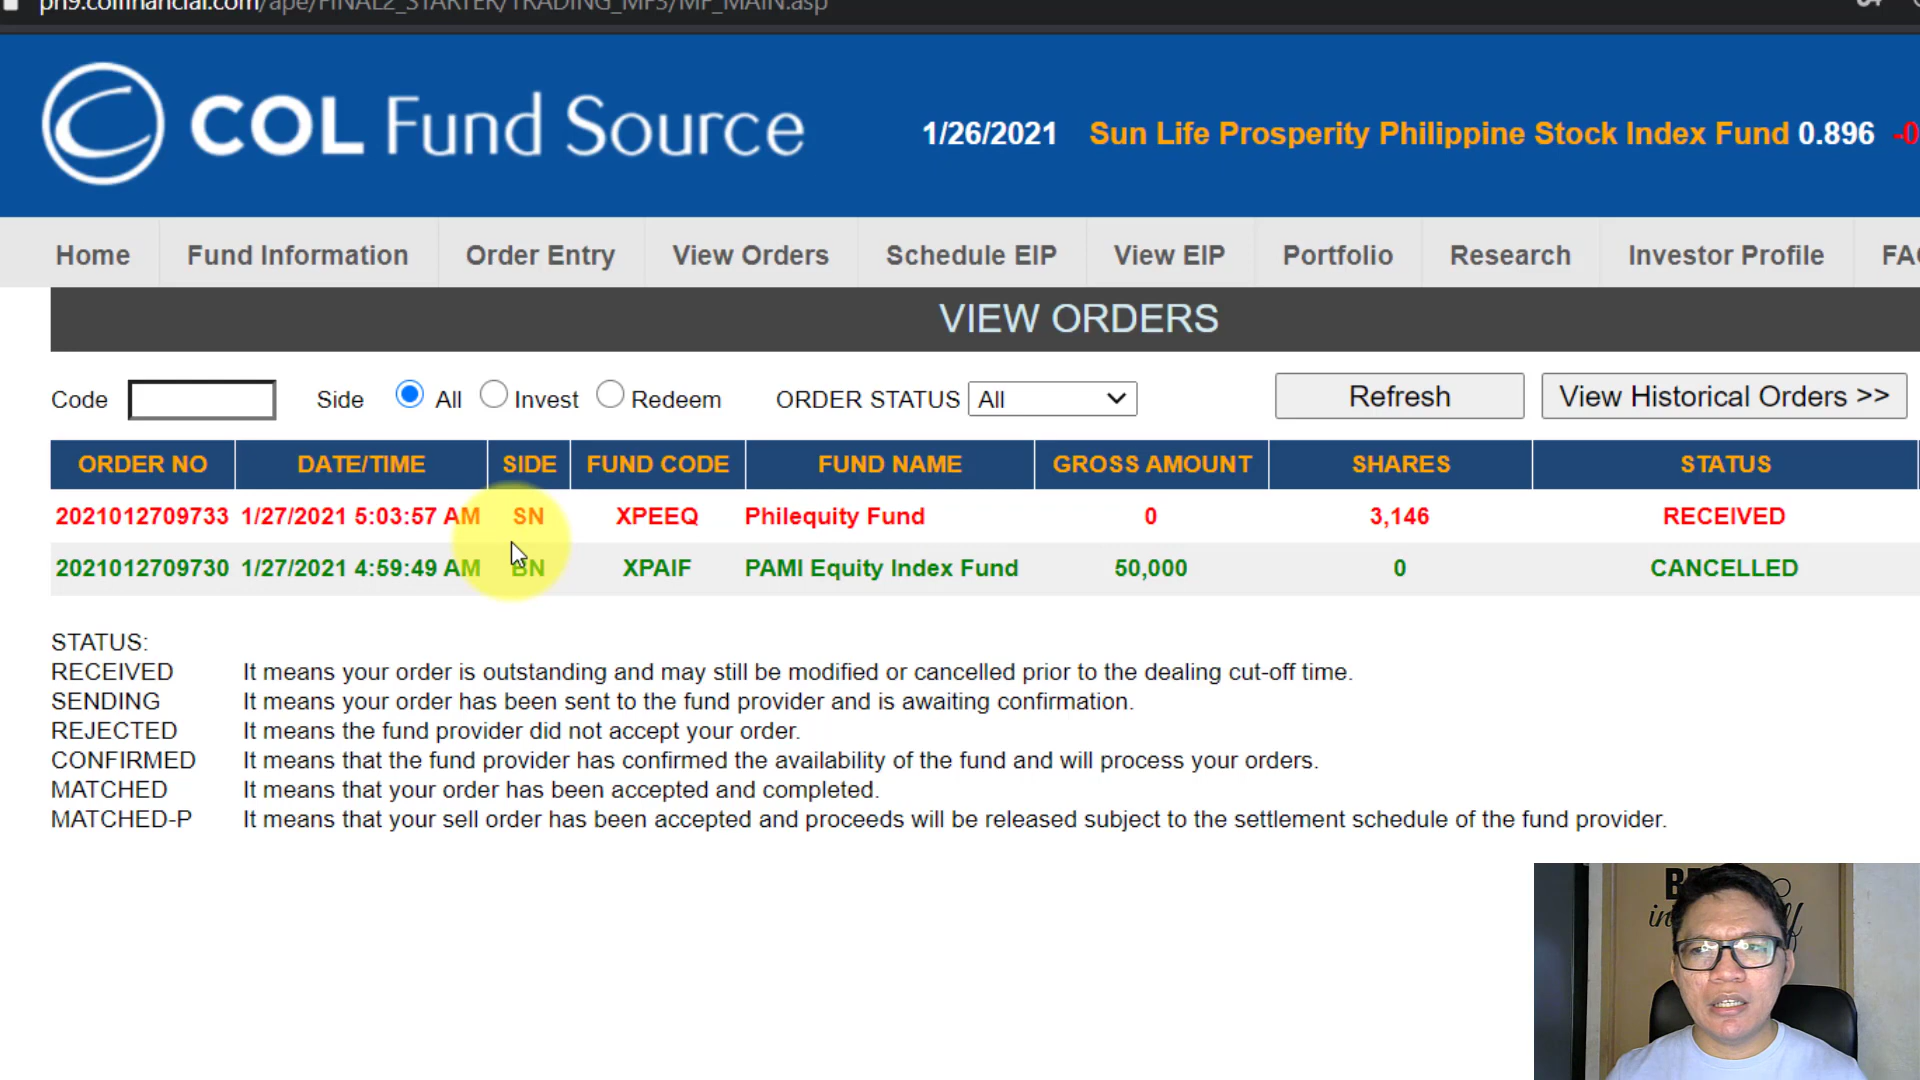 ph9.colfinancial.com/ape/FINAL2_STARTER/TRADING_MFS/MF_MAIN.asp
COL Fund Source
1/26/2021 Sun Life Prosperity Philippine Stock Index Fund 0.896 -0
Home Fund Information Order Entry View Orders Schedule EIP View EIP Portfolio Research Investor Profile FA
VIEW ORDERS
Code Side All Invest Redeem ORDER STATUS All Refresh View Historical Orders >>
ORDER NO DATE/TIME SIDE FUND CODE FUND NAME GROSS AMOUNT SHARES STATUS
2021012709733 1/27/2021 5:03:57 AM SN XPEEQ Philequity Fund 0 3,146 RECEIVED
2021012709730 1/27/2021 4:59:49 AM BN XPAIF PAMI Equity Index Fund 50,000 0 CANCELLED
STATUS:
RECEIVED It means your order is outstanding and may still be modified or cancelled prior to the dealing cut-off time.
SENDING It means your order has been sent to the fund provider and is awaiting confirmation.
REJECTED It means the fund provider did not accept your order.
CONFIRMED It means that the fund provider has confirmed the availability of the fund and will process your orders.
MATCHED It means that your order has been accepted and completed.
MATCHED-P It means that your sell order has been accepted and proceeds will be released subject to the settlement schedule of the fund provider.